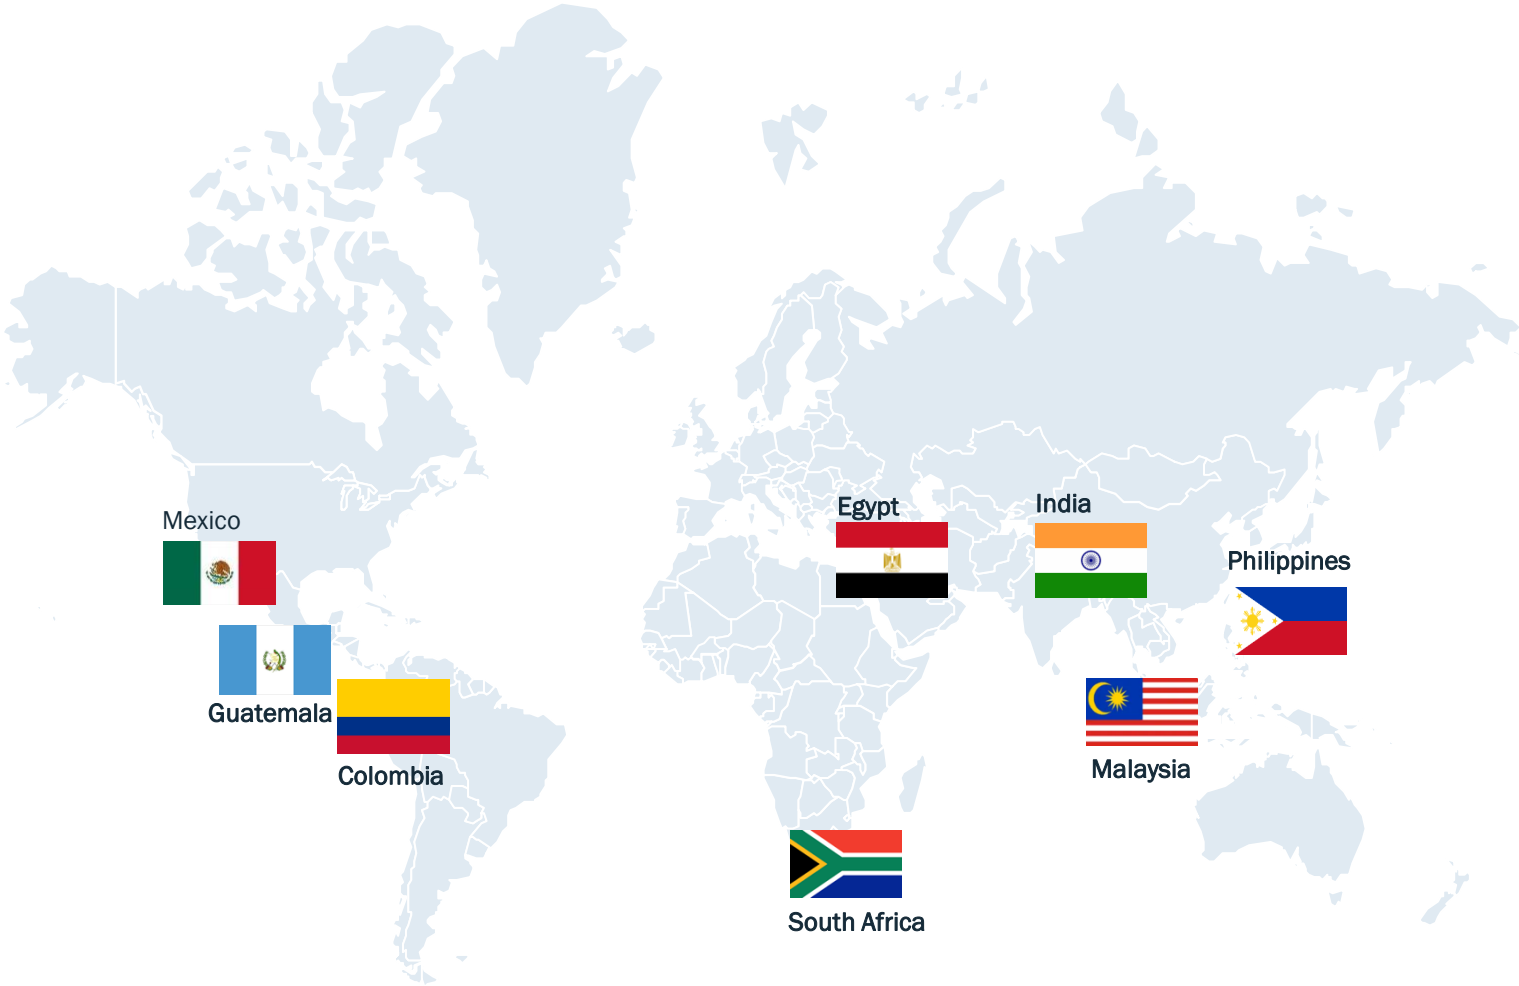 Egypt
India
Mexico
Philippines
Guatemala
Colombia
Malaysia
South Africa